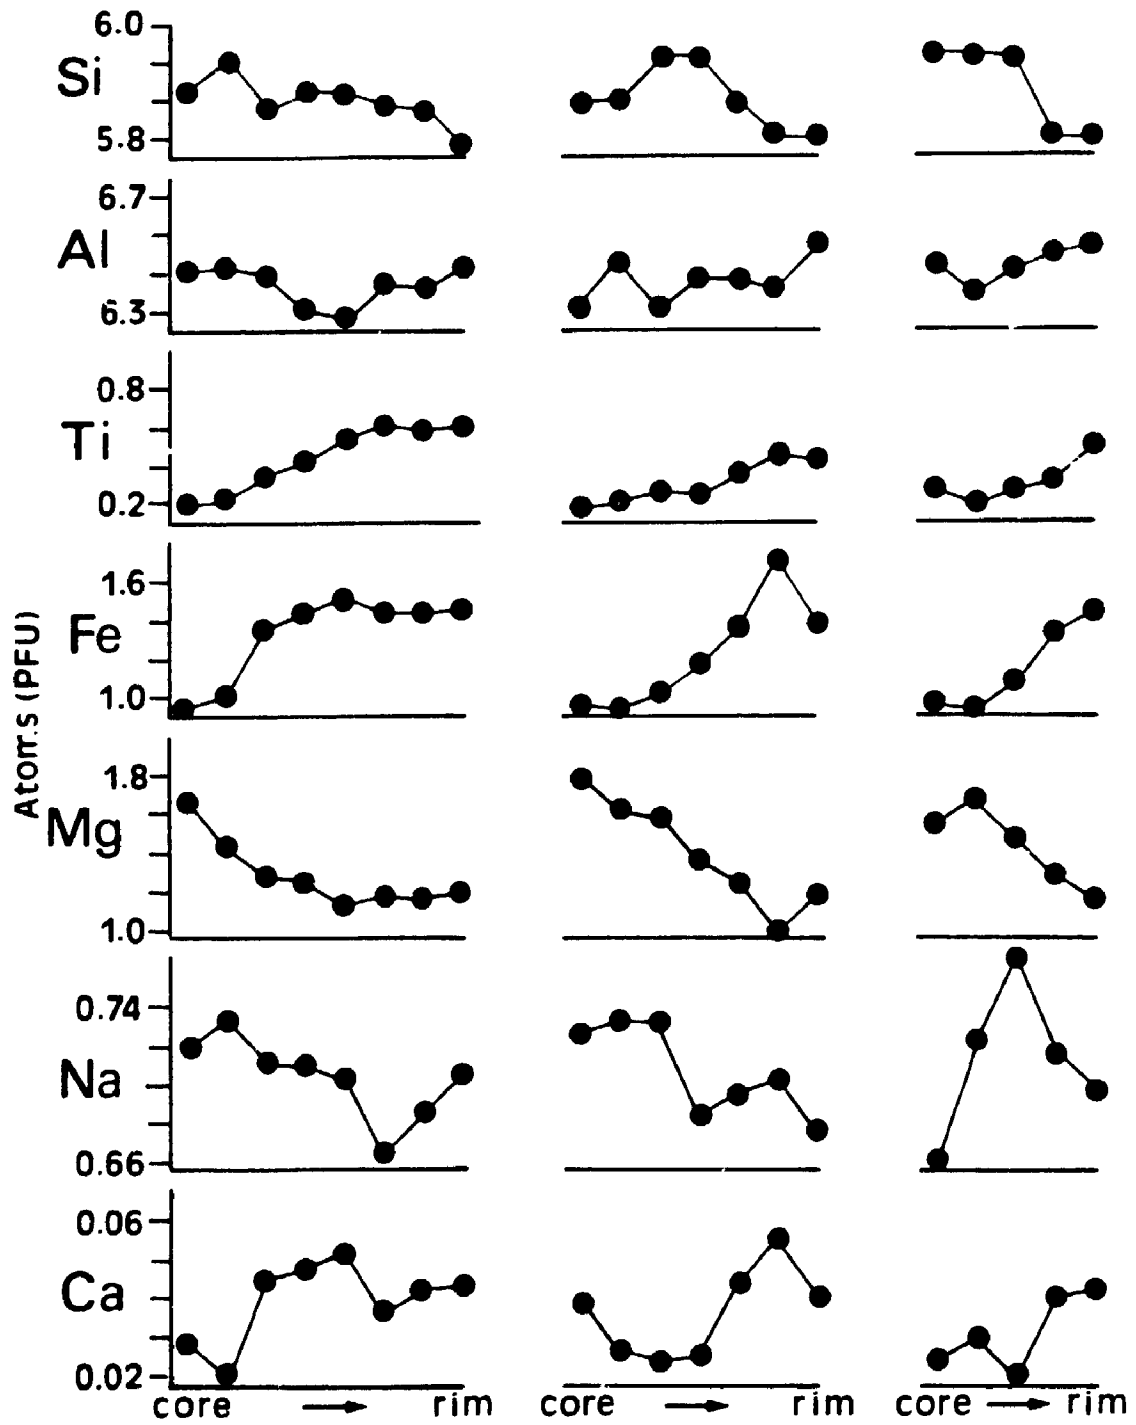 6.0
Si
5.8
6.7
Al
6.3
0.8
Ti
0.2
1.6
Fe
1.0
Atoms (PFU)
1.8
Mg
1.0
0.74
Na
0.66
0.06
Ca
0.02
core → rim core → rim core → rim